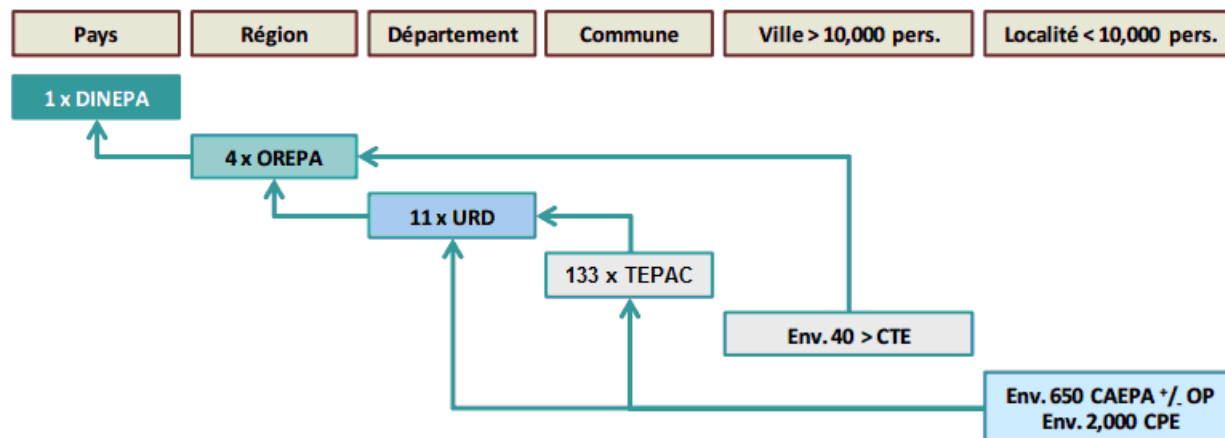 Pays
Région
Département
Commune
Ville > 10,000 pers.
Localité < 10,000 pers.
1 x DINEPA
4 x OREPA
11 x URD
133 x TEPAC
Env. 40 > CTE
Env. 650 CAEPA +/- OP
Env. 2,000 CPE